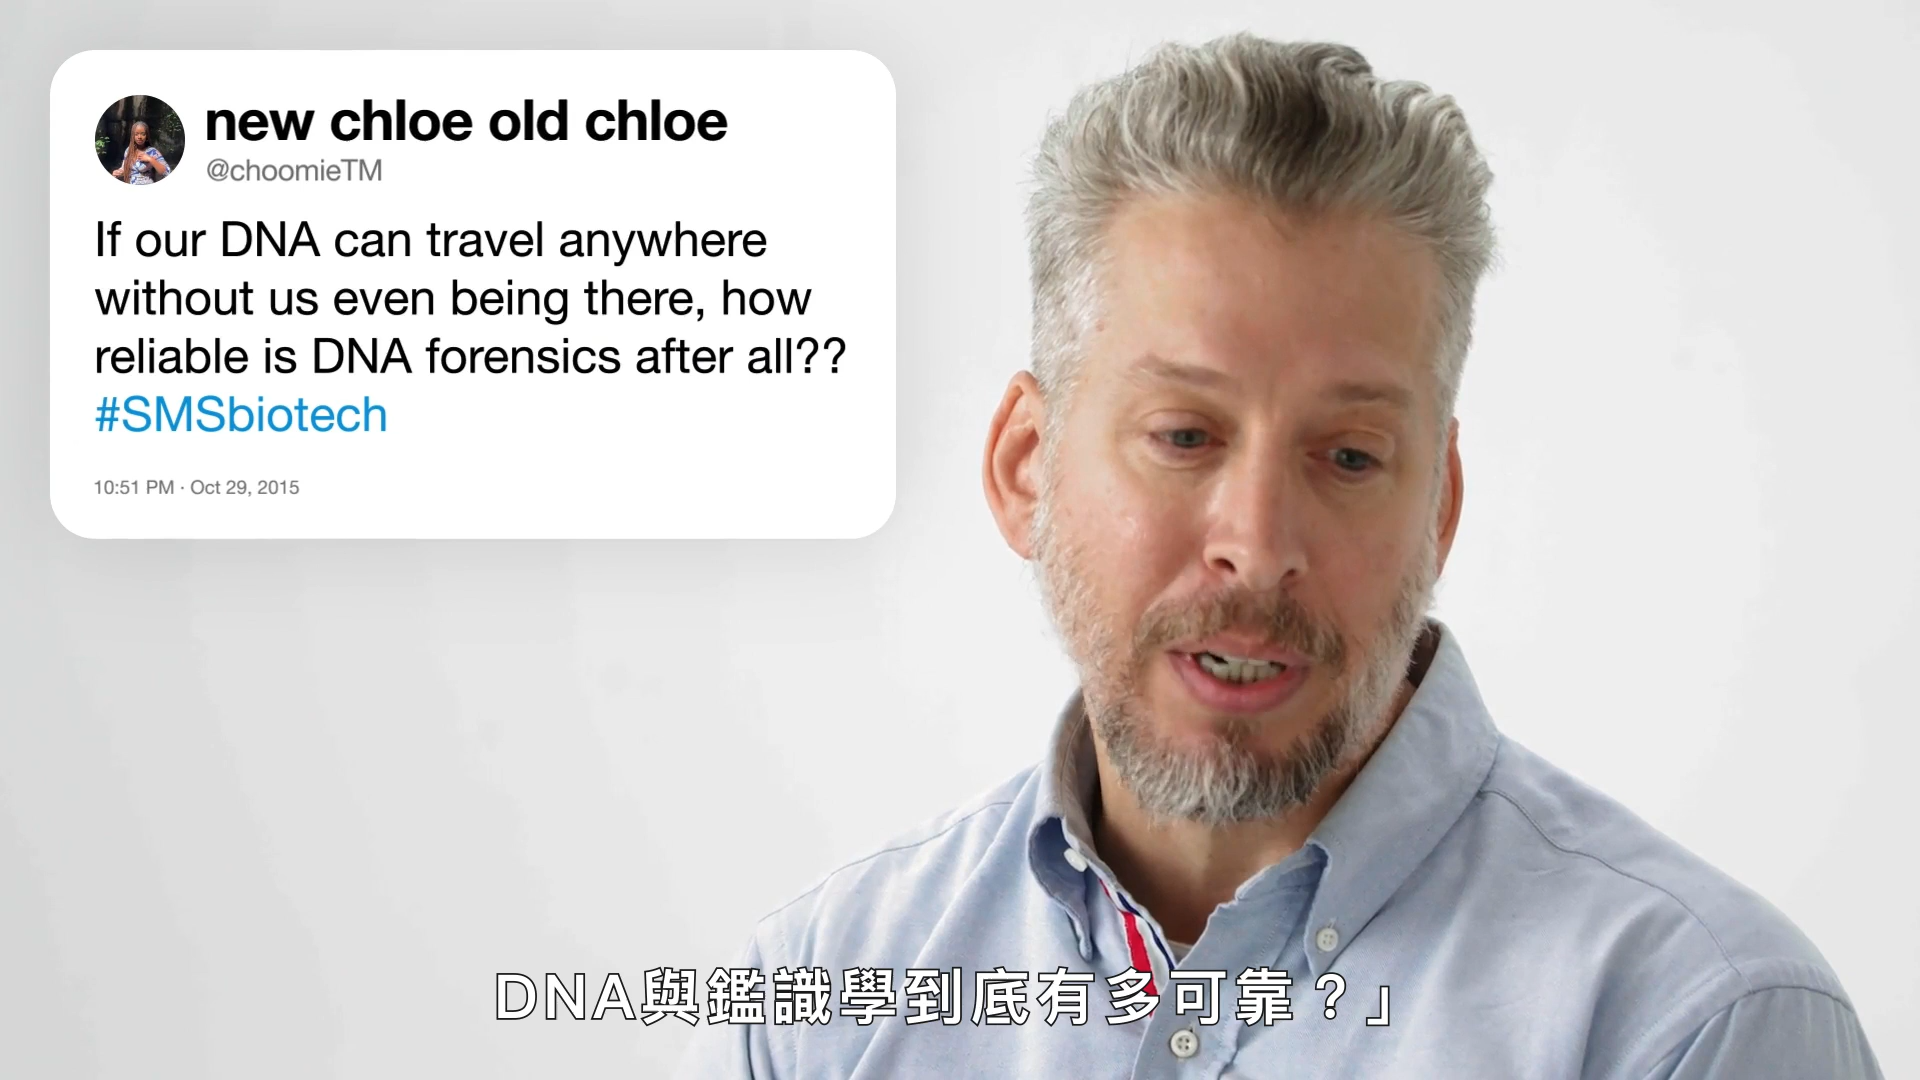 new chloe old chloe
@choomieTM
If our DNA can travel anywhere
without us even being there, how
reliable is DNA forensics after all??
#SMSbiotech
10:51 PM · Oct 29, 2015
DNA與鑑識學到底有多可靠？」